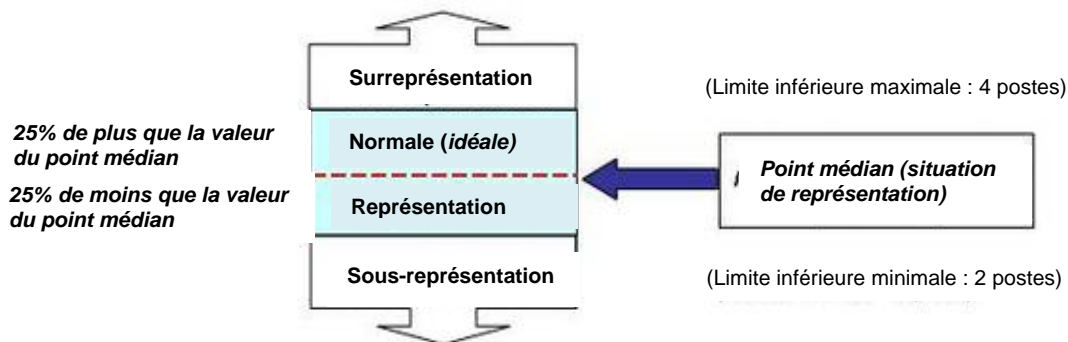 Surreprésentation
(Limite inférieure maximale : 4 postes)
25% de plus que la valeur
du point médian
Normale (idéale)
Point médian (situation
de représentation)
25% de moins que la valeur
du point médian
Représentation
Sous-représentation
(Limite inférieure minimale : 2 postes)